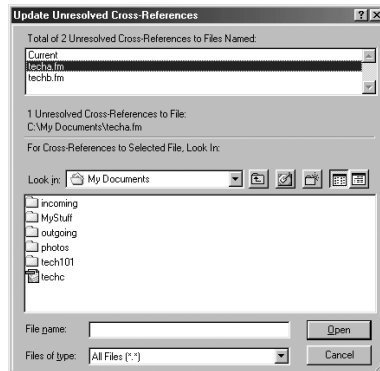 Update Unresolved Cross-References
Total of 2 Unresolved Cross-References to Files Named:
Current
techa.fm
techb.fm
1 Unresolved Cross-References to File:
C:\My Documents\techa.fm
For Cross-References to Selected File, Look In:
Look in: My Documents
incoming
MyStuff
outgoing
photos
tech101
techc
File name:
Open
Files of type: All Files (*.*)
Cancel